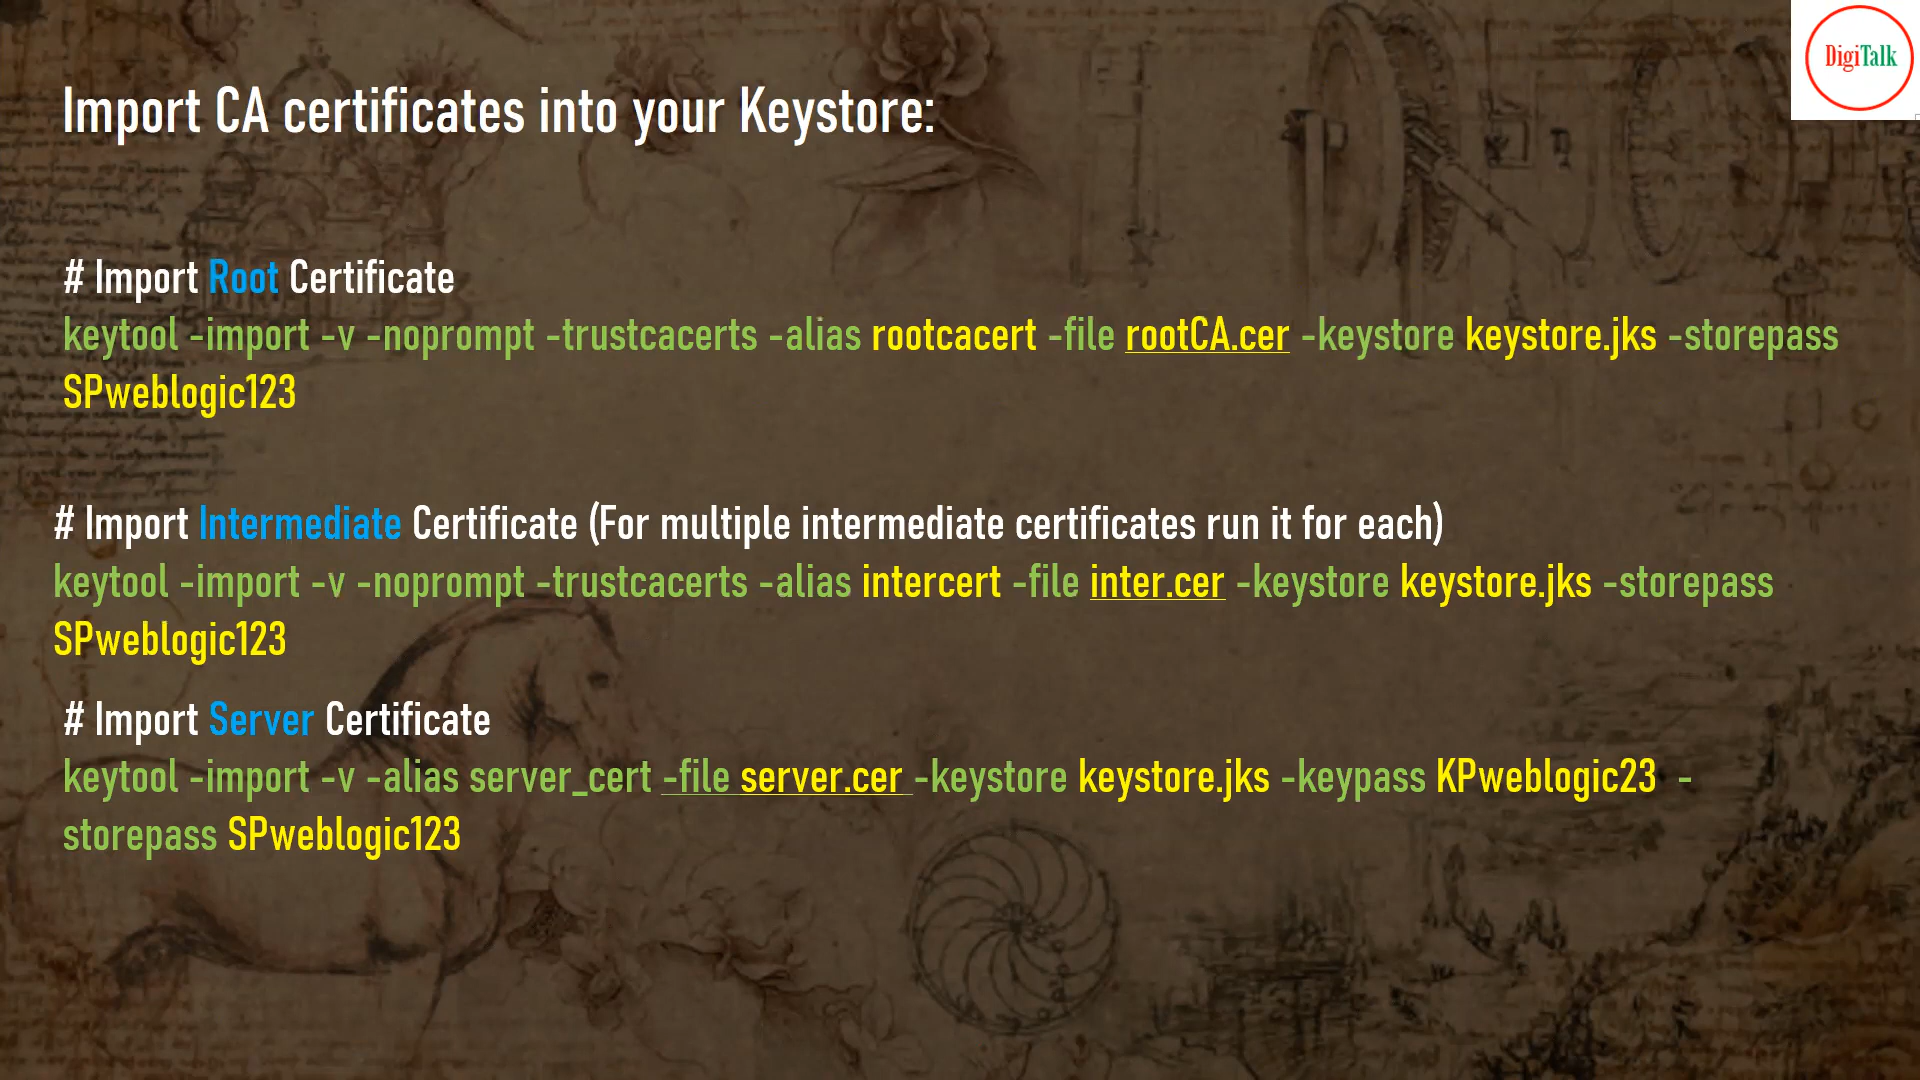 DigiTalk
Import CA certificates into your Keystore:
# Import Root Certificate
keytool -import -v -noprompt -trustcacerts -alias rootcacert -file rootCA.cer -keystore keystore.jks -storepass
SPweblogic123
# Import Intermediate Certificate (For multiple intermediate certificates run it for each)
keytool -import -v -noprompt -trustcacerts -alias intercert -file inter.cer -keystore keystore.jks -storepass
SPweblogic123
# Import Server Certificate
keytool -import -v -alias server_cert -file server.cer -keystore keystore.jks -keypass KPweblogic23 -
storepass SPweblogic123